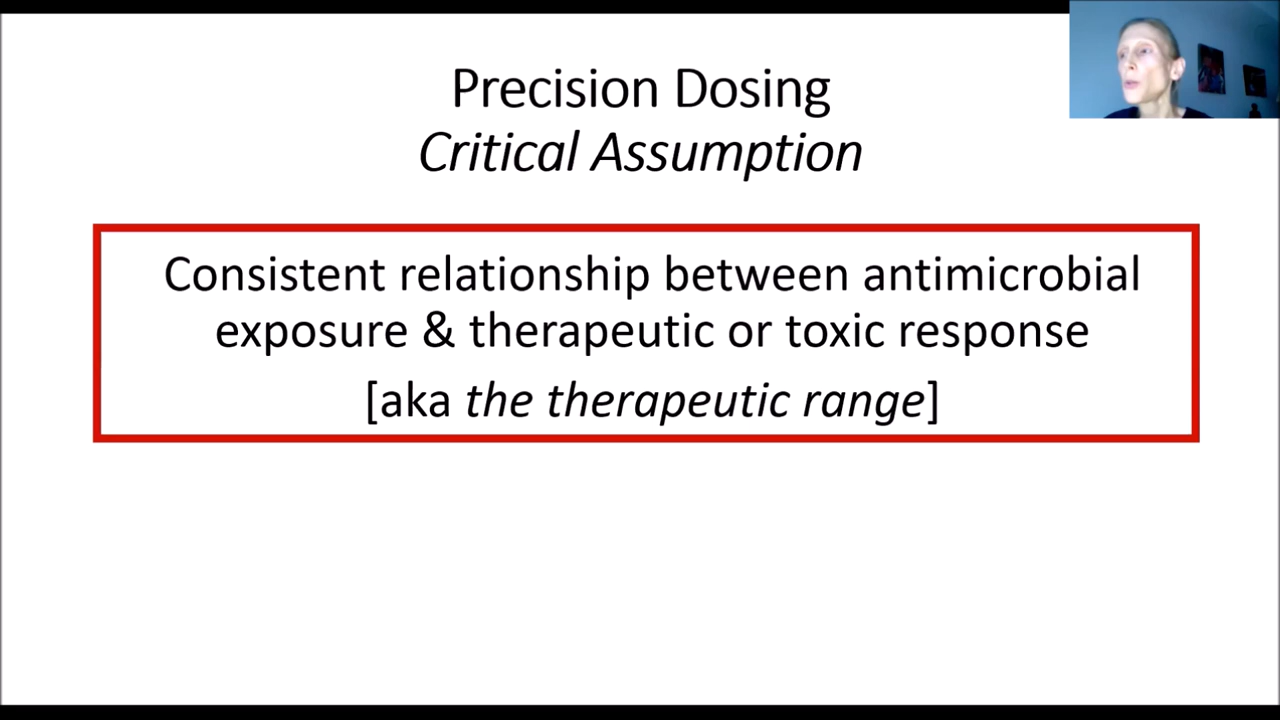 Precision Dosing
Critical Assumption
Consistent relationship between antimicrobial
exposure & therapeutic or toxic response
[aka the therapeutic range]